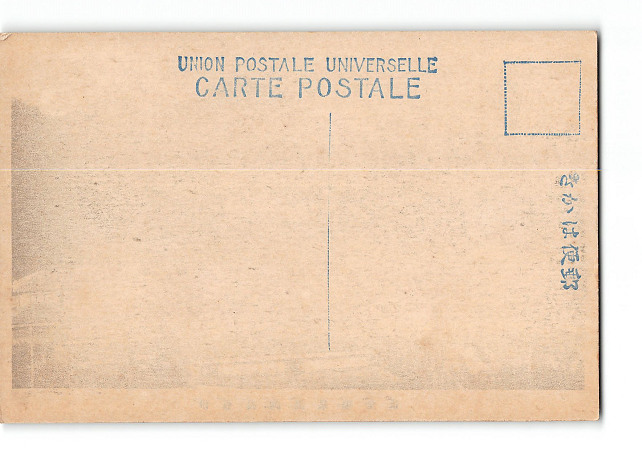 UNION POSTALE UNIVERSELLE
CARTE POSTALE
郵便はかき